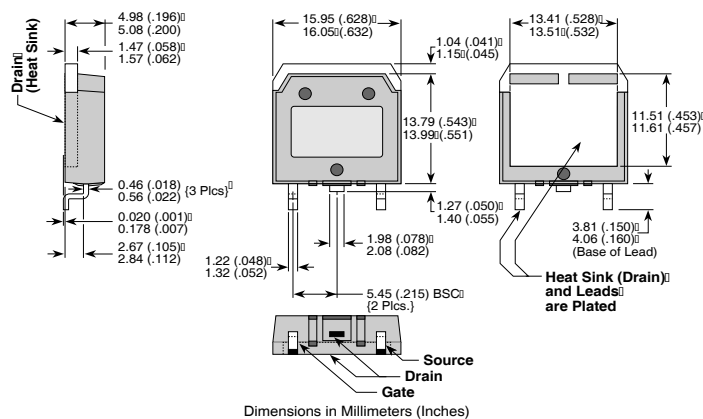 4.98 (.196)
5.08 (.200)
1.47 (.058)
1.57 (.062)
Drain
(Heat Sink)
15.95 (.628)
16.05 (.632)
1.04 (.041)
1.15 (.045)
13.41 (.528)
13.51 (.532)
13.79 (.543)
13.99 (.551)
11.51 (.453)
11.61 (.457)
0.46 (.018)
0.56 (.022) {3 Plcs}
0.020 (.001)
0.178 (.007)
2.67 (.105)
2.84 (.112)
1.27 (.050)
1.40 (.055)
1.98 (.078)
2.08 (.082)
1.22 (.048)
1.32 (.052)
3.81 (.150)
4.06 (.160)
(Base of Lead)
5.45 (.215) BSC
{2 Plcs.}
Heat Sink (Drain)
and Leads
are Plated
Source
Drain
Gate
Dimensions in Millimeters (Inches)